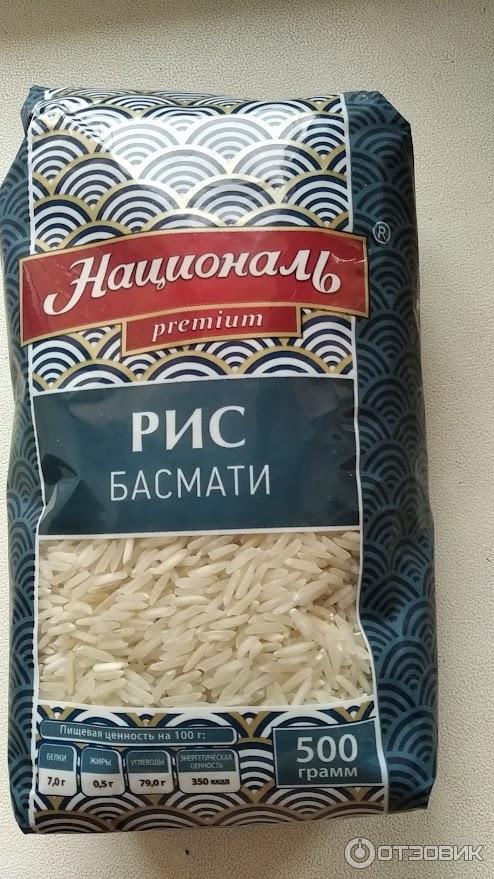 Националь
®
premium
РИС
БАСМАТИ
Пищевая ценность на 100 г:
БЕЛКИ ЖИРЫ УГЛЕВОДЫ ЭНЕРГЕТИЧЕСКАЯ ЦЕННОСТЬ
7,0 г 0,5 г 79,0 г 350 ккал
500
грамм
ОТЗОВИК